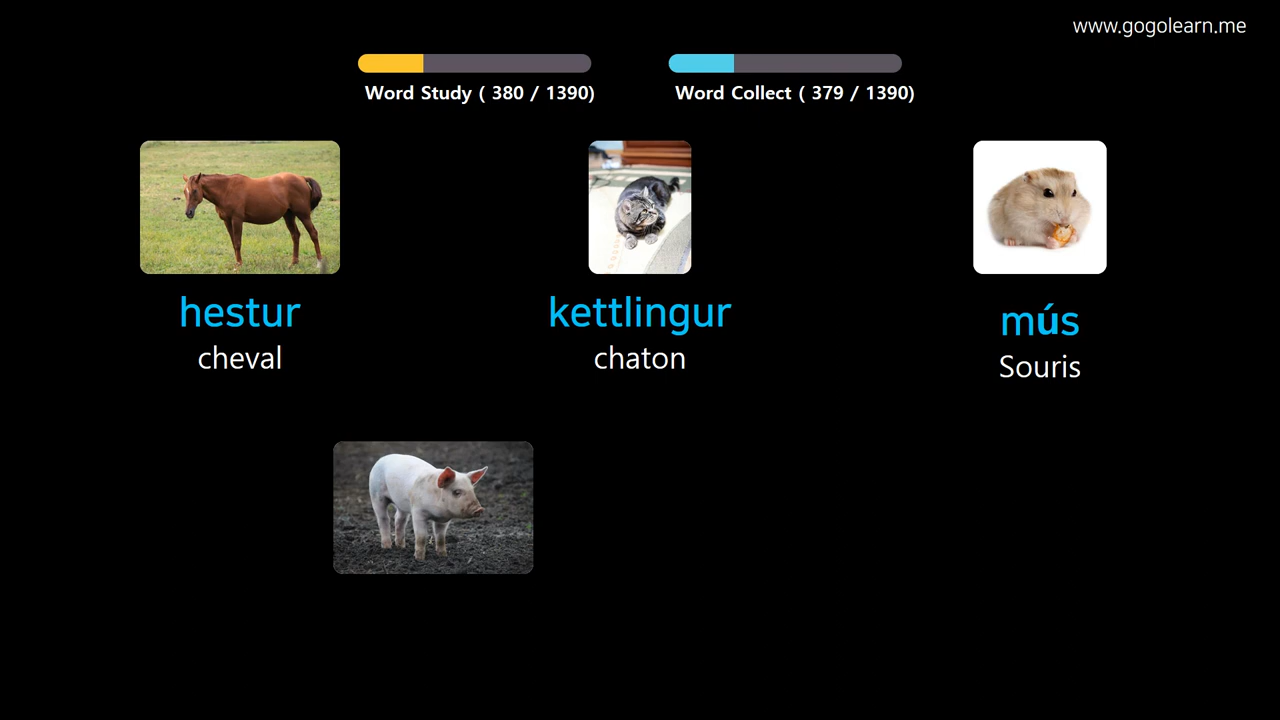 www.gogolearn.me
Word Study ( 380 / 1390)
Word Collect ( 379 / 1390)
hestur
cheval
kettlingur
chaton
mús
Souris